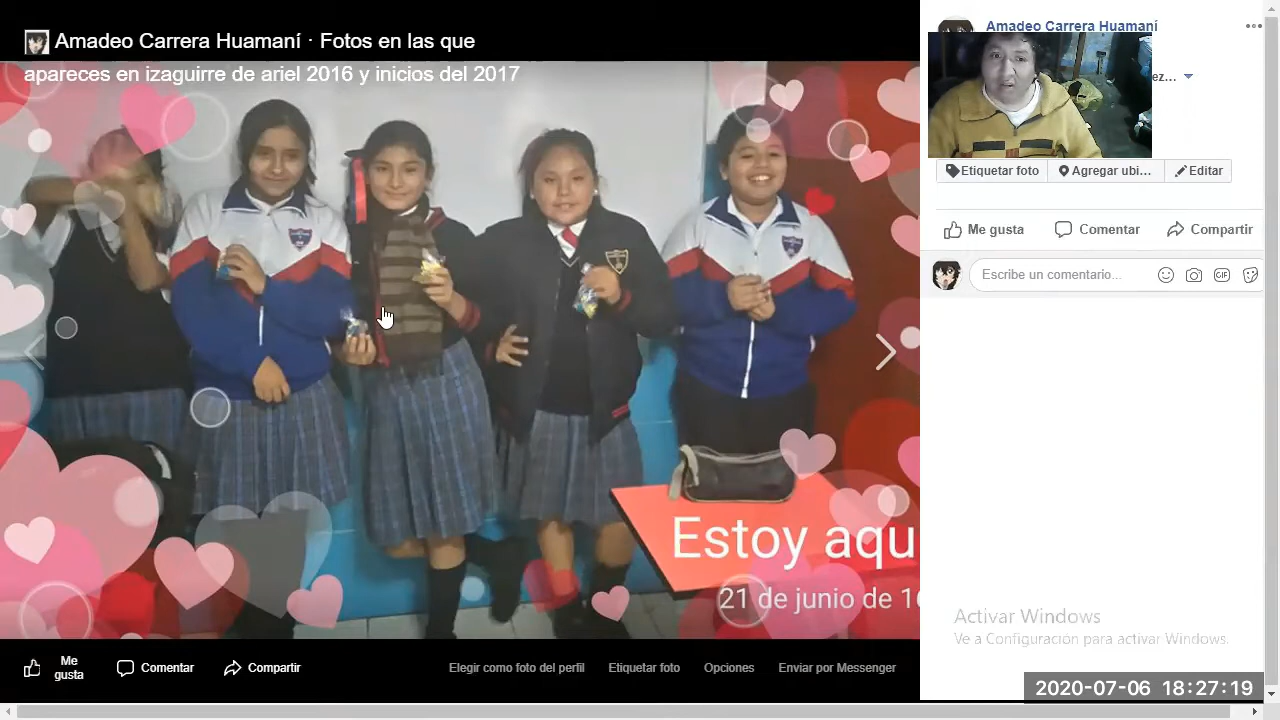 Amadeo Carrera Huamaní · Fotos en las que
apareces en izaguirre de ariel 2016 y inicios del 2017
Estoy aqu
21 de junio de 16
Me gusta
Comentar
Compartir
Elegir como foto del perfil
Etiquetar foto
Opciones
Enviar por Messenger
Amadeo Carrera Huamaní
ez...
Etiquetar foto
Agregar ubi...
Editar
Me gusta
Comentar
Compartir
Escribe un comentario...
GIF
Activar Windows
Ve a Configuración para activar Windows.
2020-07-06 18:27:19